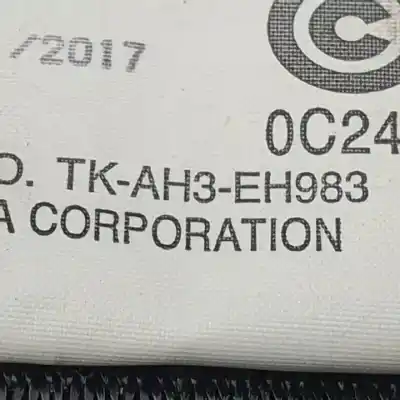 /2017
C
0C24
O. TK-AH3-EH983
A CORPORATION